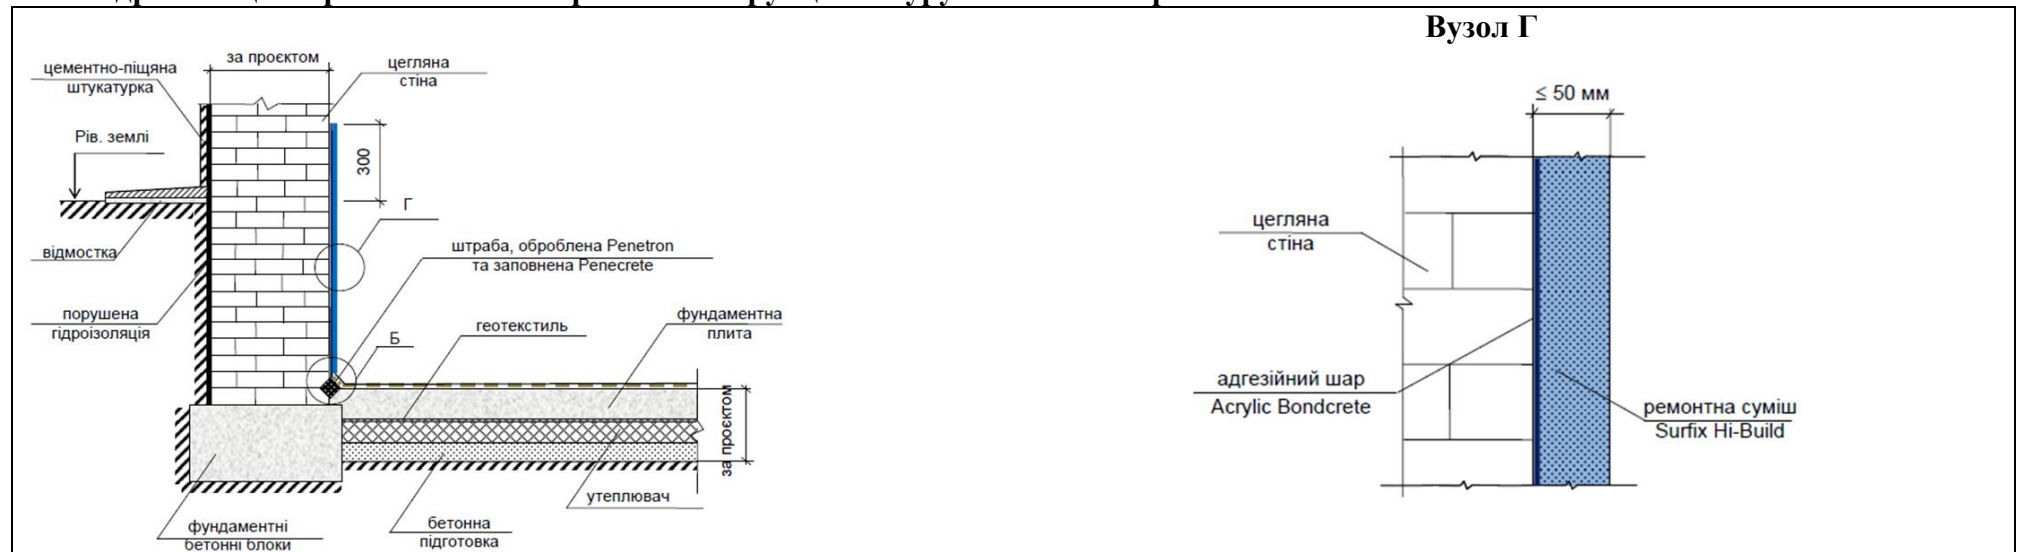 Вузол Г
за проєктом
цементно-піщяна
штукатурка
цегляна
стіна
Рів. землі
300
Г
відмостка
штраба, оброблена Penetron
та заповнена Penecrete
порушена
гідроізоляція
геотекстиль
Б
фундаментна
плита
за проєктом
утеплювач
фундаментні
бетонні блоки
бетонна
підготовка
≤ 50 мм
цегляна
стіна
адгезійний шар
Acrylic Bondcrete
ремонтна суміш
Surfix Hi-Build